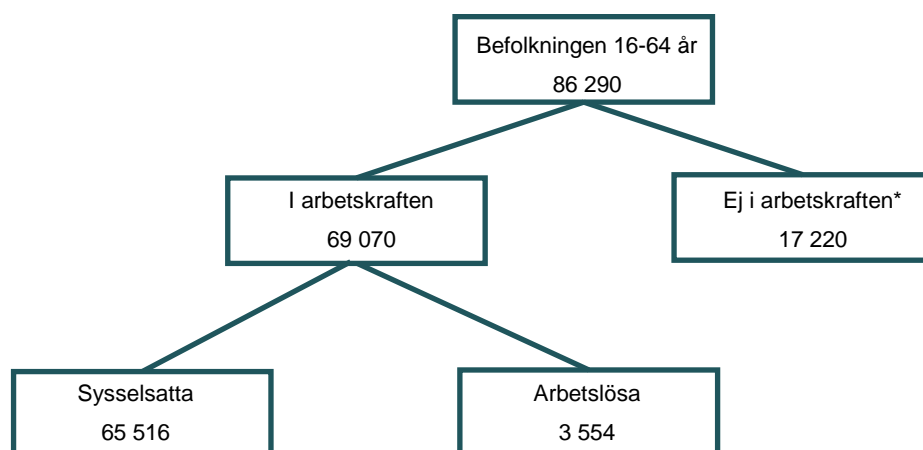 Befolkningen 16-64 år
86 290
I arbetskraften
69 070
Ej i arbetskraften*
17 220
Sysselsatta
65 516
Arbetslösa
3 554